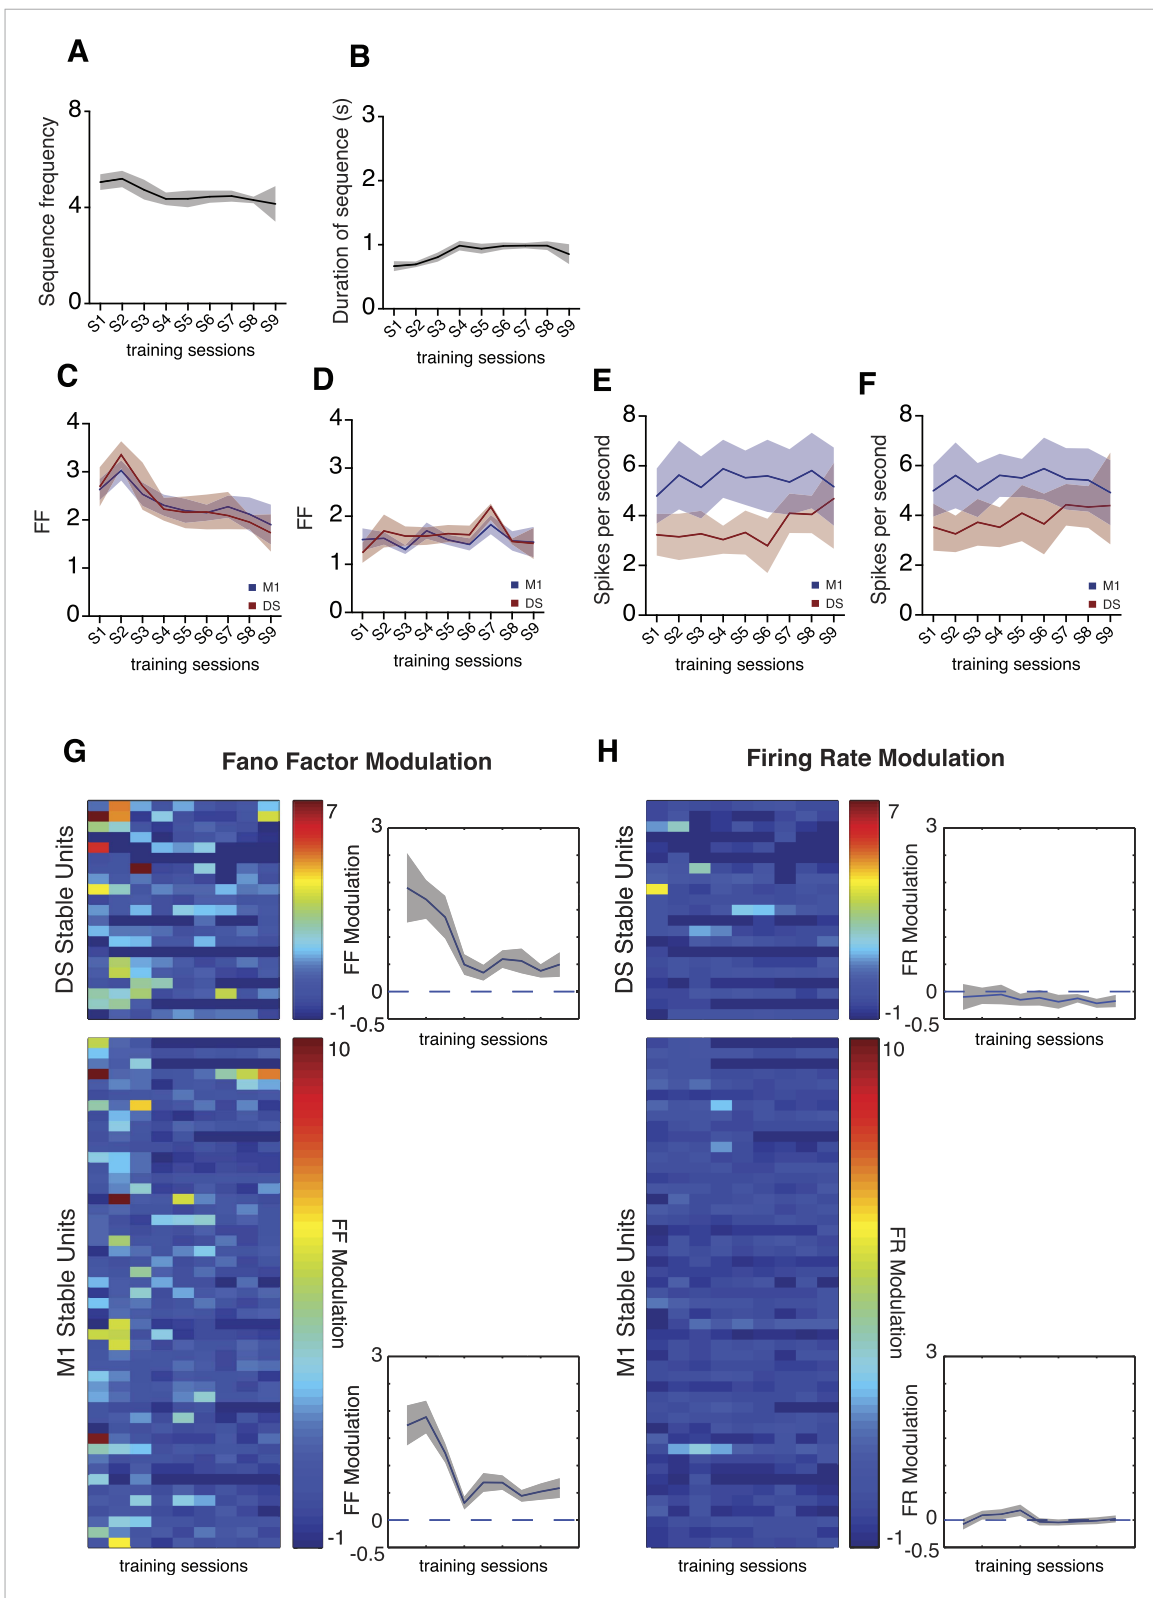 A
B
Sequence frequency
8
4
0
S1 S2 S3 S4 S5 S6 S7 S8 S9
training sessions
Duration of sequence (s)
3
2
1
0
S1 S2 S3 S4 S5 S6 S7 S8 S9
training sessions
C
D
E
F
FF
4
3
2
1
0
M1
DS
S1 S2 S3 S4 S5 S6 S7 S8 S9
training sessions
FF
4
3
2
1
0
M1
DS
S1 S2 S3 S4 S5 S6 S7 S8 S9
training sessions
Spikes per second
8
6
4
2
0
M1
DS
S1 S2 S3 S4 S5 S6 S7 S8 S9
training sessions
Spikes per second
8
6
4
2
0
M1
DS
S1 S2 S3 S4 S5 S6 S7 S8 S9
training sessions
G
Fano Factor Modulation
DS Stable Units
7
-1
FF Modulation
3
0
-0.5
training sessions
M1 Stable Units
10
-1
FF Modulation
training sessions
FF Modulation
3
0
-0.5
training sessions
H
Firing Rate Modulation
DS Stable Units
7
-1
FR Modulation
3
0
-0.5
training sessions
M1 Stable Units
10
-1
FR Modulation
training sessions
FR Modulation
3
0
-0.5
training sessions